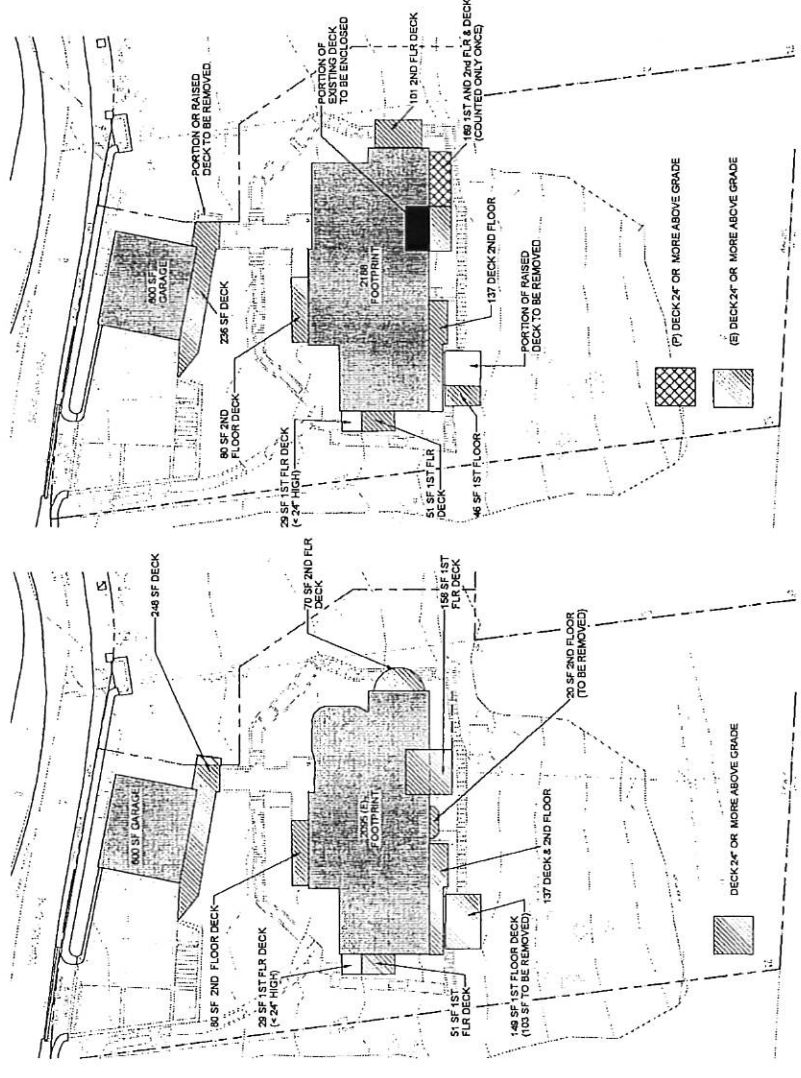 PORTION OR RAISED
DECK TO BE REMOVED
PORTION OF
EXISTING DECK
TO BE ENCLOSED
101 2ND FLR DECK
160 1ST AND 2nd FLR & DECK
(COUNTED ONLY ONCE)
600 SF
GARAGE
236 SF DECK
80 SF 2ND
FLOOR DECK
2188
FOOTPRINT
137 DECK 2ND FLOOR
PORTION OF RAISED
DECK TO BE REMOVED
29 SF 1ST FLR DECK
(< 24" HIGH)
51 SF 1ST FLR
DECK
46 SF 1ST FLOOR
(P) DECK 24" OR MORE ABOVE GRADE
(E) DECK 24" OR MORE ABOVE GRADE
248 SF DECK
70 SF 2ND FLR
DECK
156 SF 1ST
FLR DECK
20 SF 2ND FLOOR
(TO BE REMOVED)
600 SF GARAGE
80 SF 2ND FLOOR DECK
2095 (E)
FOOTPRINT
137 DECK & 2ND FLOOR
29 SF 1ST FLR DECK
(< 24" HIGH)
51 SF 1ST
FLR DECK
149 SF 1ST FLOOR DECK
(103 SF TO BE REMOVED)
DECK 24" OR MORE ABOVE GRADE